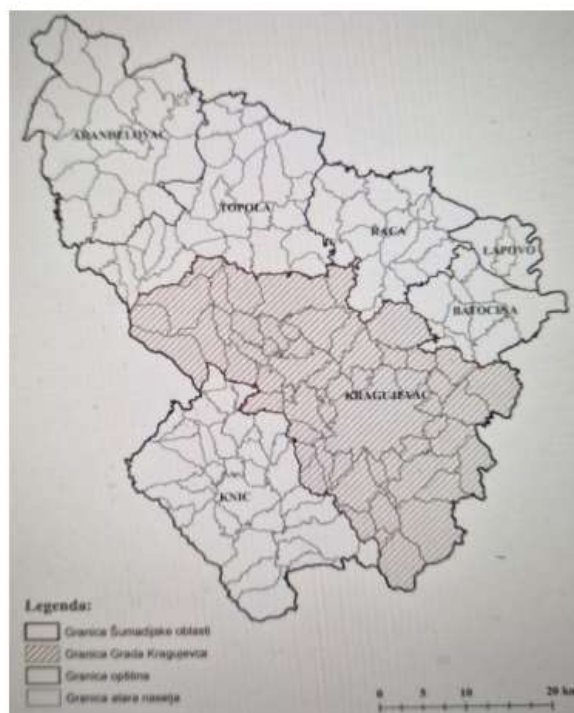 ARANĐELOVAC
TOPOLA
RAČA
LAPOVO
BATOČINA
KRAGUJEVAC
KNIĆ
Legenda:
Granica Šumadijske oblasti
Granica Grada Kragujevca
Granica opština
Granica atara naselja
0 5 10 20 km